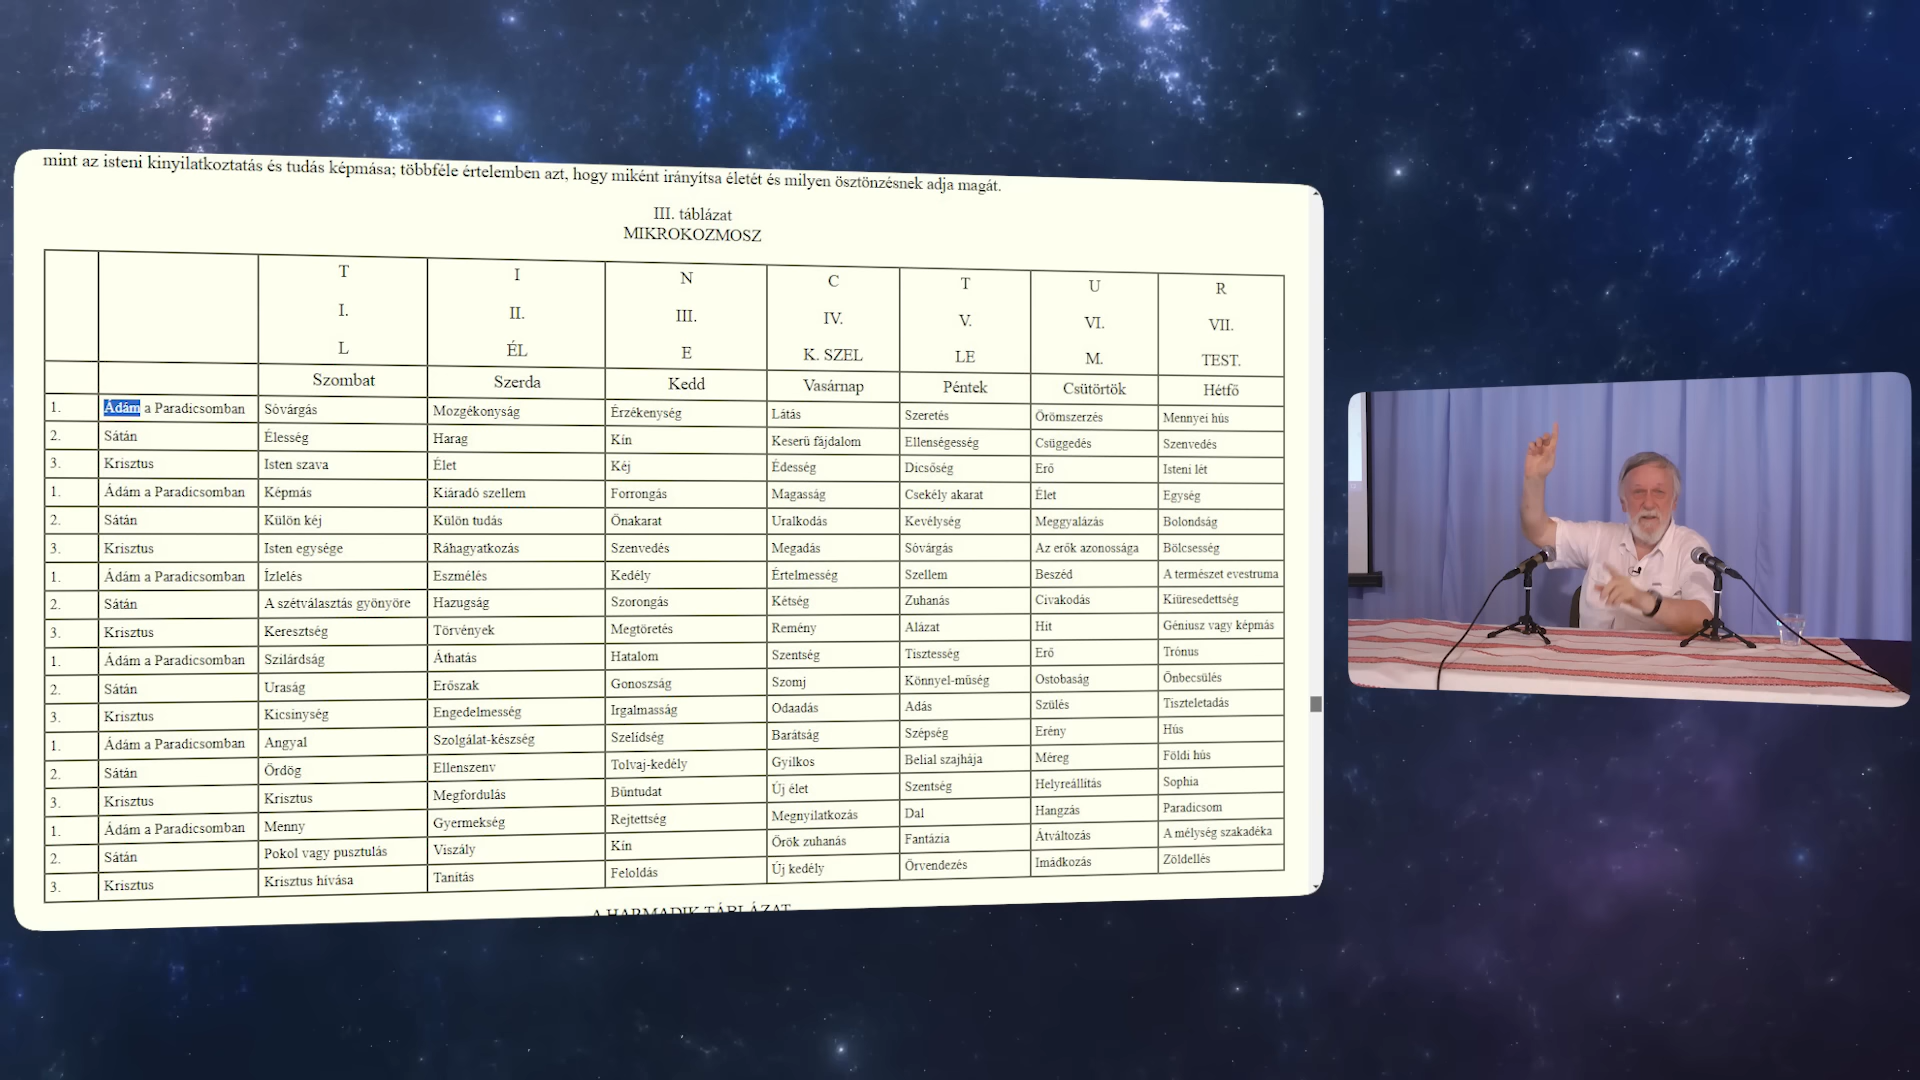 mint az isteni kinyilatkoztatás és tudás képmása; többféle értelemben azt, hogy miként irányítsa életét és milyen ösztönzésnek adja magát.
III. táblázat
MIKROKOZMOSZ
T I N C T U R
I. II. III. IV. V. VI. VII.
L ÉL E K. SZEL LE M. TEST.
Szombat Szerda Kedd Vasárnap Péntek Csütörtök Hétfő
1. Ádám a Paradicsomban Sóvárgás Mozgékonyság Érzékenység Látás Szeretés Örömszerzés Mennyei hús
2. Sátán Élesség Harag Kín Keserű fájdalom Ellenségesség Csüggedés Szenvedés
3. Krisztus Isten szava Élet Kéj Édesség Dicsőség Erő Isteni lét
1. Ádám a Paradicsomban Képmás Kiáradó szellem Forrongás Magasság Csekély akarat Élet Egység
2. Sátán Külön kéj Külön tudás Önakarat Uralkodás Kevélység Meggyalázás Bolondság
3. Krisztus Isten egysége Ráhagyatkozás Szenvedés Megadás Sóvárgás Az erők azonossága Bölcsesség
1. Ádám a Paradicsomban Ízlelés Eszmélés Kedély Értelmesség Szellem Beszéd A természet evestruma
2. Sátán A szétválasztás gyönyöre Hazugság Szorongás Kétség Zuhanás Civakodás Kiüresedettség
3. Krisztus Keresztség Törvények Megtöretés Remény Alázat Hit Géniusz vagy képmás
1. Ádám a Paradicsomban Szilárdság Áthatás Hatalom Szentség Tisztesség Erő Trónus
2. Sátán Uraság Erőszak Gonoszság Szomj Könnyel-műség Ostobaság Önbecsülés
3. Krisztus Kicsinység Engedelmesség Irgalmasság Odaadás Adás Szülés Tiszteletadás
1. Ádám a Paradicsomban Angyal Szolgálat-készség Szelídség Barátság Szépség Erény Hús
2. Sátán Ördög Ellenszenv Tolvaj-kedély Gyilkos Belial szajhája Méreg Földi hús
3. Krisztus Krisztus Megfordulás Bűntudat Új élet Szentség Helyreállítás Sophia
1. Ádám a Paradicsomban Menny Gyermekség Rejtettség Megnyilatkozás Dal Hangzás Paradicsom
2. Sátán Pokol vagy pusztulás Viszály Kín Örök zuhanás Fantázia Átváltozás A mélység szakadéka
3. Krisztus Krisztus hívása Tanítás Feloldás Új kedély Örvendezés Imádkozás Zöldellés
A HARMADIK TÁBLÁZAT